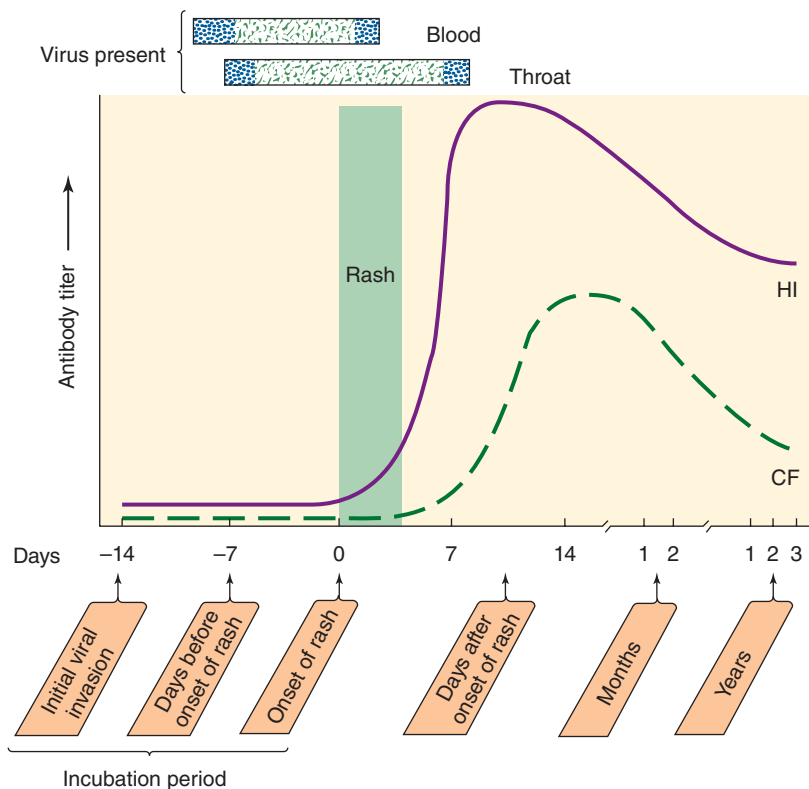 Virus present
Blood
Throat
Antibody titer
Rash
HI
CF
Days –14 –7 0 7 14 1 2 1 2 3
Initial viral
invasion
Days before
onset of rash
Onset of rash
Days after
onset of rash
Months
Years
Incubation period